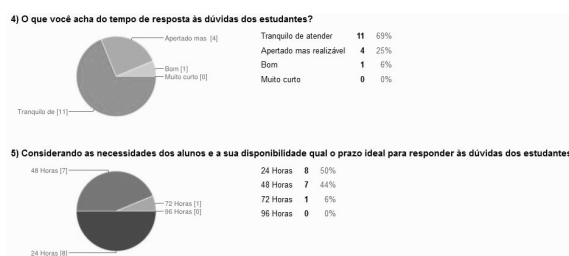 4) O que você acha do tempo de resposta às dúvidas dos estudantes?
Apertado mas [4]
Bom [1]
Muito curto [0]
Tranquilo de [11]
Tranquilo de atender 11 69%
Apertado mas realizável 4 25%
Bom 1 6%
Muito curto 0 0%
5) Considerando as necessidades dos alunos e a sua disponibilidade qual o prazo ideal para responder às dúvidas dos estudantes
48 Horas [7]
72 Horas [1]
96 Horas [0]
24 Horas [8]
24 Horas 8 50%
48 Horas 7 44%
72 Horas 1 6%
96 Horas 0 0%